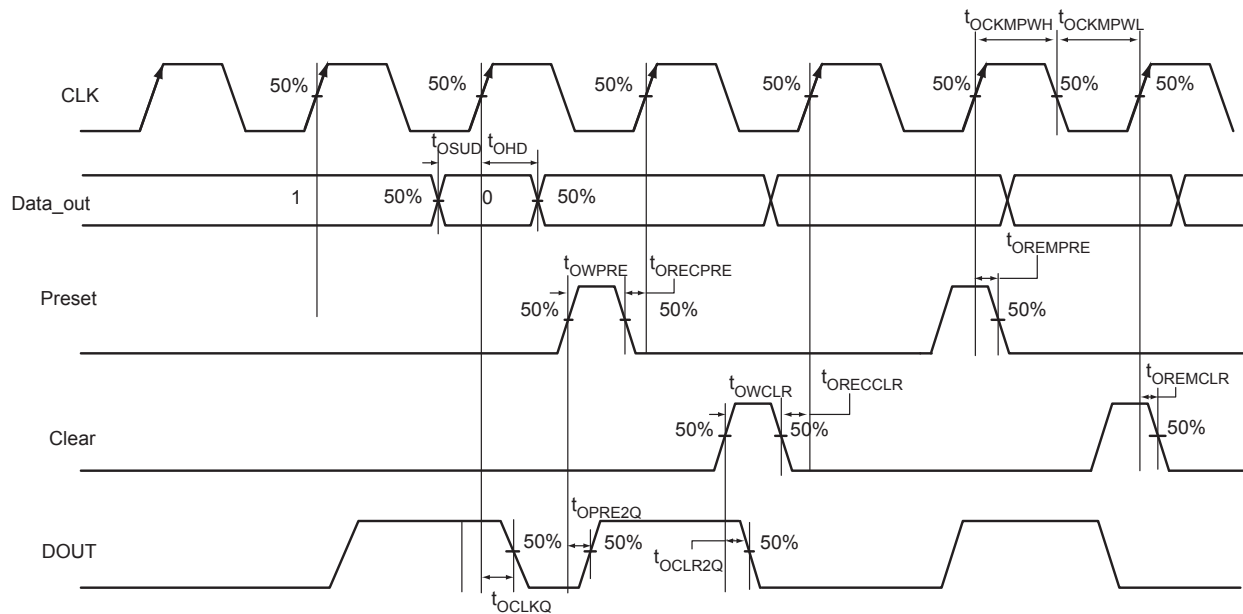 tOCKMPWH tOCKMPWL
CLK 50% 50% 50% 50% 50% 50% 50%
tOSUD tOHD
Data_out 1 50% 0 50%
tOREMPRE
tOWPRE tORECPRE
Preset 50% 50% 50%
tOWCLR tORECCLR tOREMCLR
Clear 50% 50% 50%
tOPRE2Q
DOUT 50% 50% tOCLR2Q 50%
tOCLKQ